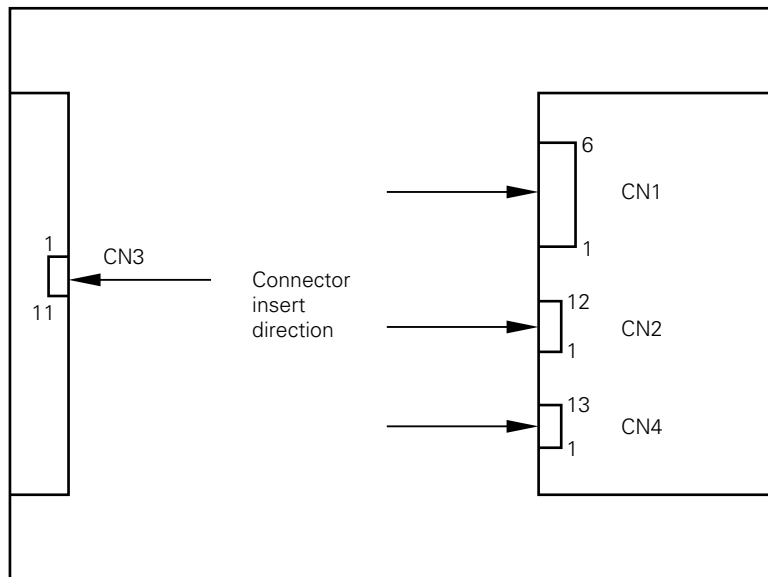 6
CN1
1
1
CN3
11
Connector
insert
direction
12
CN2
1
13
CN4
1